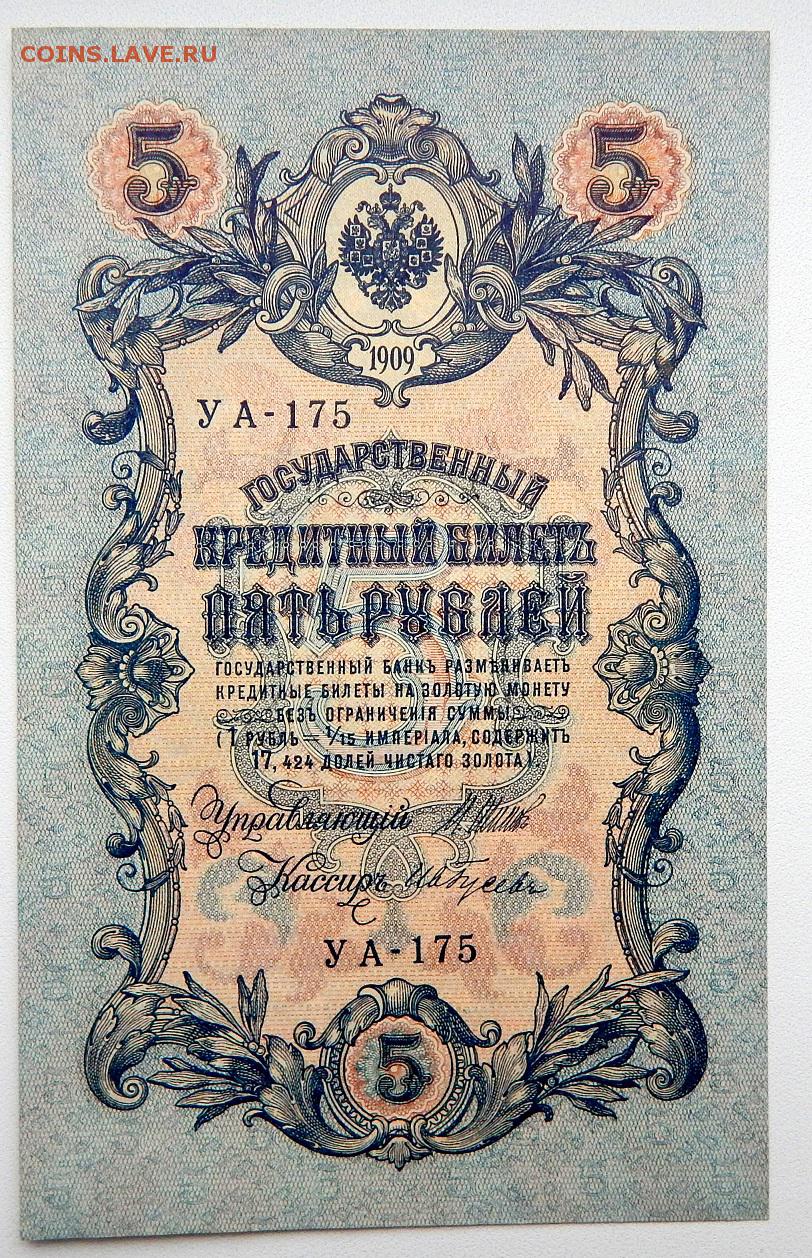 COINS.LAVE.РУ
5 5
1909
УА-175
ГОСУДАРСТВЕННЫЙ
КРЕДИТНЫЙ БИЛЕТЪ
ПЯТЬ РУБЛЕЙ
ГОСУДАРСТВЕННЫЙ БАНКЪ РАЗМѢНИВАЕТЪ
КРЕДИТНЫЕ БИЛЕТЫ НА ЗОЛОТУЮ МОНЕТУ
БЕЗЪ ОГРАНИЧЕНІЯ СУММЫ
(1 РУБЛЬ — 1/15 ИМПЕРІАЛА, СОДЕРЖИТЪ
17,424 ДОЛЕЙ ЧИСТАГО ЗОЛОТА).
5
Управляющій
Кассиръ
УА-175
5